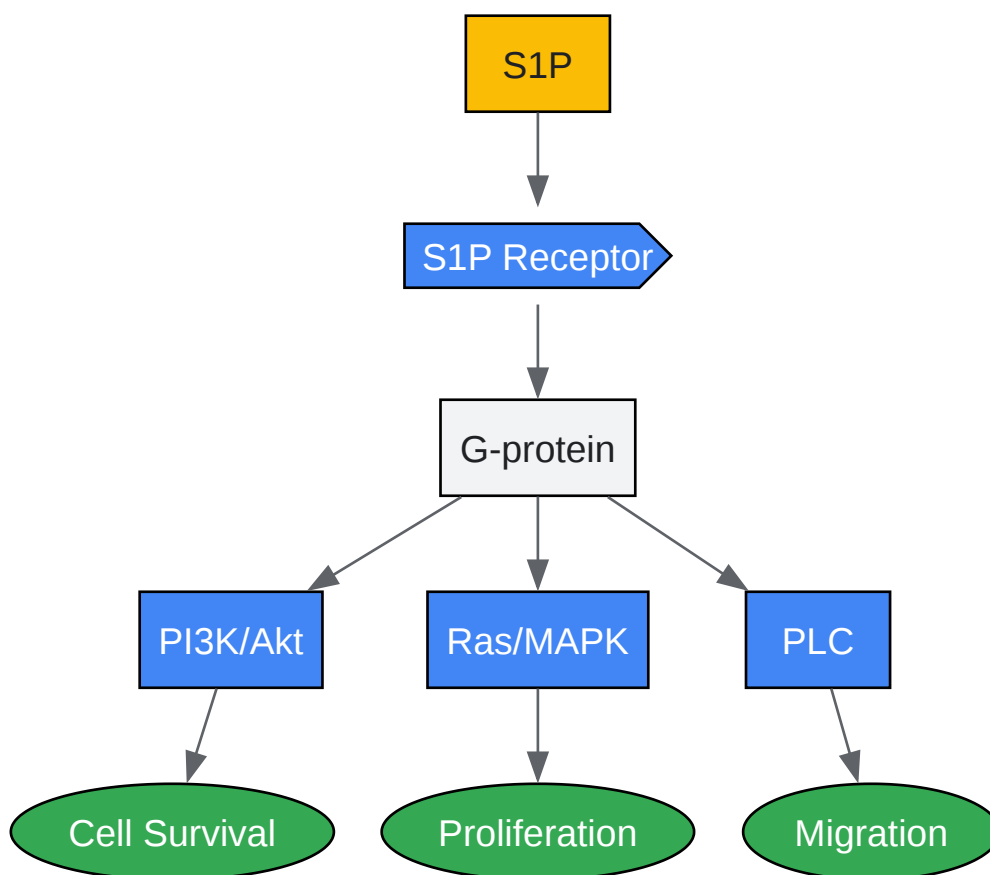 S1P
S1P Receptor
G-protein
PI3K/Akt
Ras/MAPK
PLC
Cell Survival
Proliferation
Migration